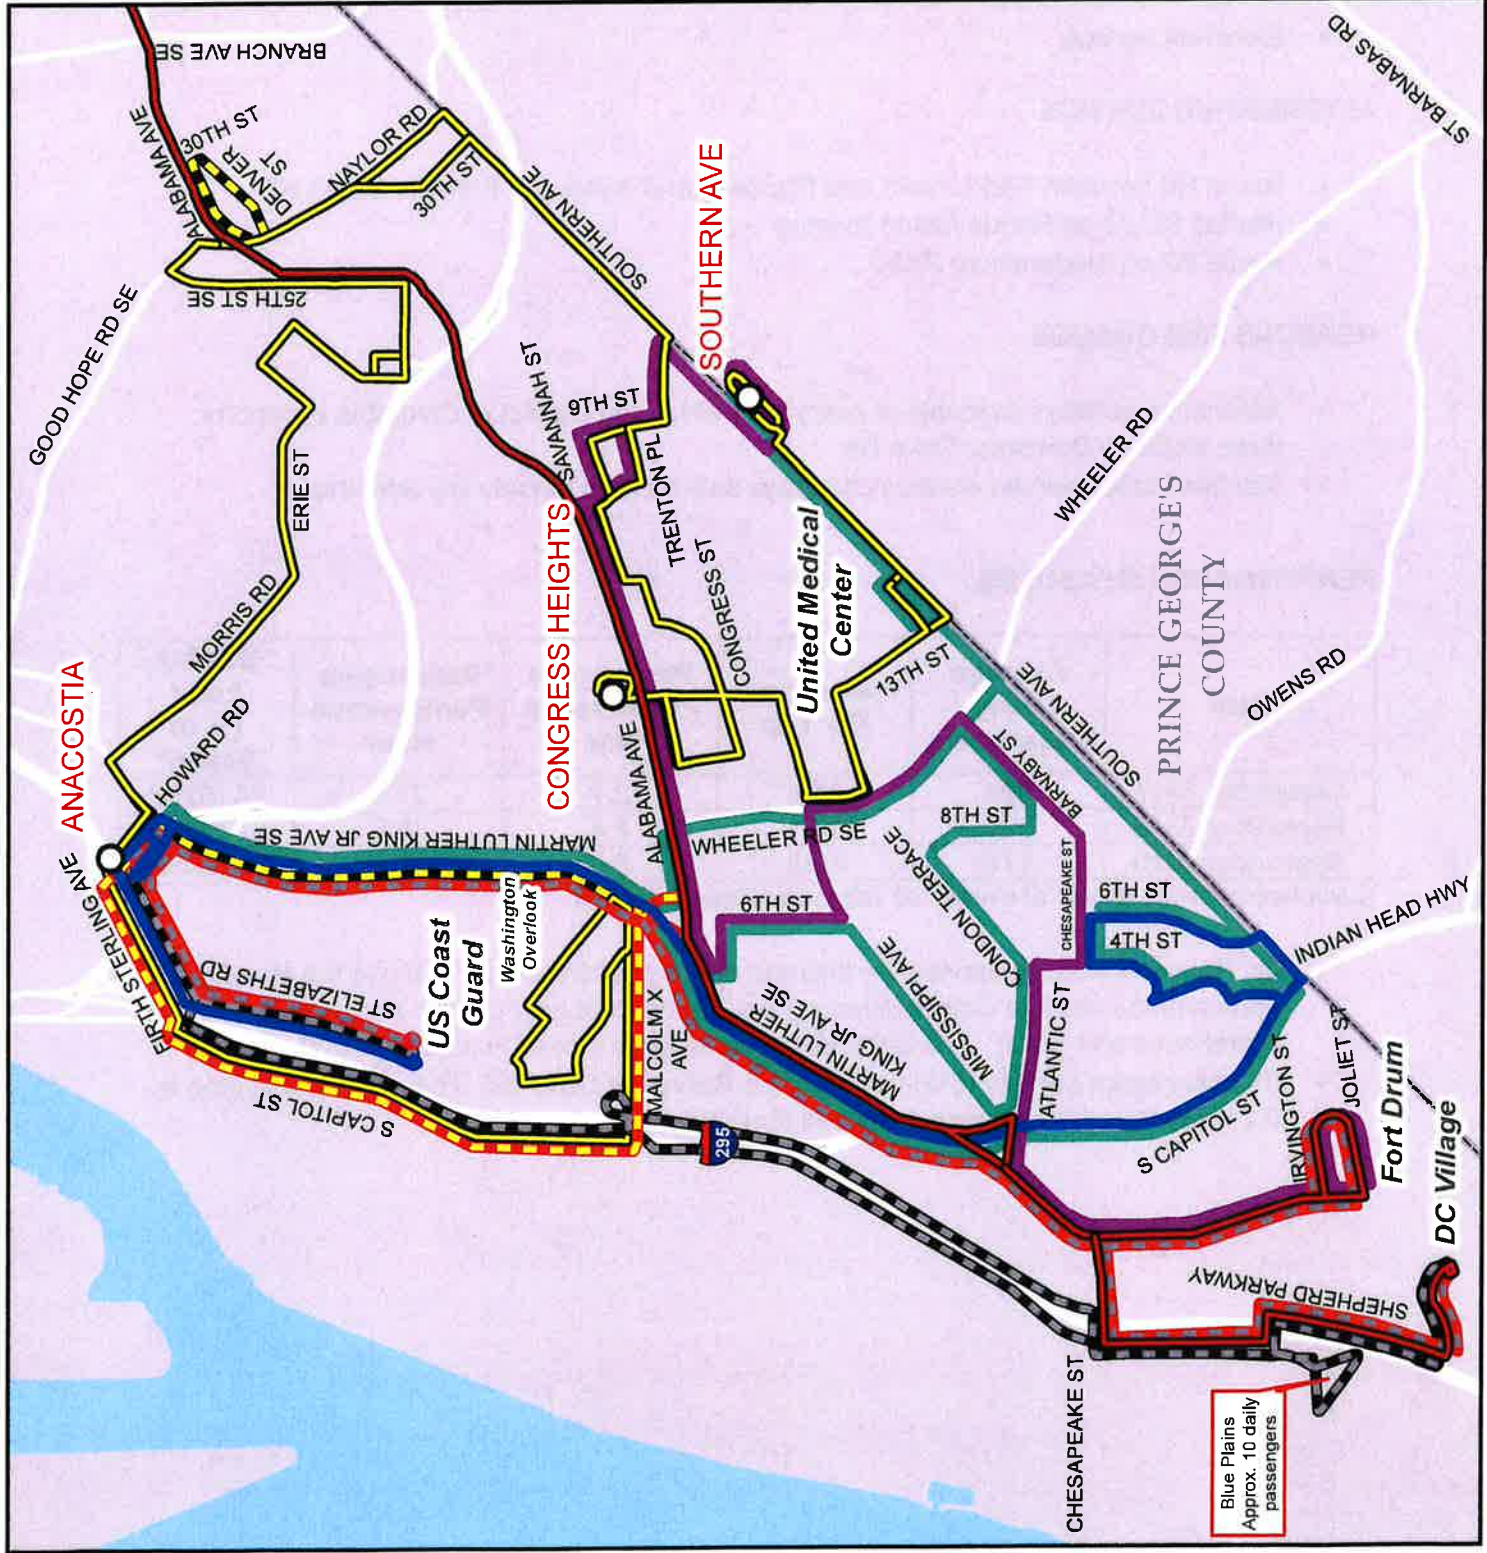 BRANCH AVE SE
ST BARNABAS RD
ALABAMA AVE
30TH ST
DENVER
ST
NAYLOR RD
30TH ST
SOUTHERN AVE
25TH ST SE
GOOD HOPE RD SE
SOUTHERN AVE
SAVANNAH ST
9TH ST
TRENTON PL
ERIE ST
WHEELER RD
CONGRESS HEIGHTS
CONGRESS ST
United Medical
Center
PRINCE GEORGE'S
COUNTY
MORRIS RD
ANACOSTIA
HOWARD RD
13TH ST
SOUTHERN AVE
SOUTHERN AVE
OWENS RD
ALABAMA AVE
BARNABY ST
MARTIN LUTHER KING JR AVE SE
WHEELER RD SE
8TH ST
FIRTH STERLING AVE
FIRTH STERLING AVE
Washington
Overlook
6TH ST
CONDON TERRACE
CHESAPEAKE ST
6TH ST
4TH ST
INDIAN HEAD HWY
US Coast
Guard
ST ELIZABETHS RD
MISSISSIPPI AVE
MARTIN LUTHER
KING JR AVE SE
MALCOLM X
AVE
ATLANTIC ST
S CAPITOL ST
S CAPITOL ST
IRVINGTON ST
JOLIET ST
295
Fort Drum
DC Village
SHEPHERD PARKWAY
CHESAPEAKE ST
Blue Plains
Approx. 10 daily
passengers